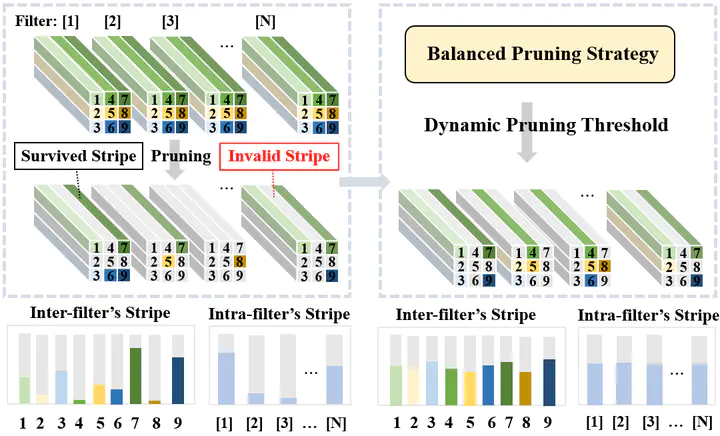 Filter: [1] [2] [3] ... [N]
1 4 7 1 4 7 1 4 7 1 4 7
2 5 8 2 5 8 2 5 8 2 5 8
3 6 9 3 6 9 3 6 9 3 6 9
Survived Stripe Pruning Invalid Stripe
...
1 4 7 1 4 7 1 4 7 1 4 7
2 5 8 2 5 8 2 5 8 2 5 8
3 6 9 3 6 9 3 6 9 3 6 9
Inter-filter's Stripe
1 2 3 4 5 6 7 8 9
Intra-filter's Stripe
...
[1] [2] [3] ... [N]
Balanced Pruning Strategy
Dynamic Pruning Threshold
...
1 4 7 1 4 7 1 4 7 1 4 7
2 5 8 2 5 8 2 5 8 2 5 8
3 6 9 3 6 9 3 6 9 3 6 9
Inter-filter's Stripe
1 2 3 4 5 6 7 8 9
Intra-filter's Stripe
...
[1] [2] [3] ... [N]